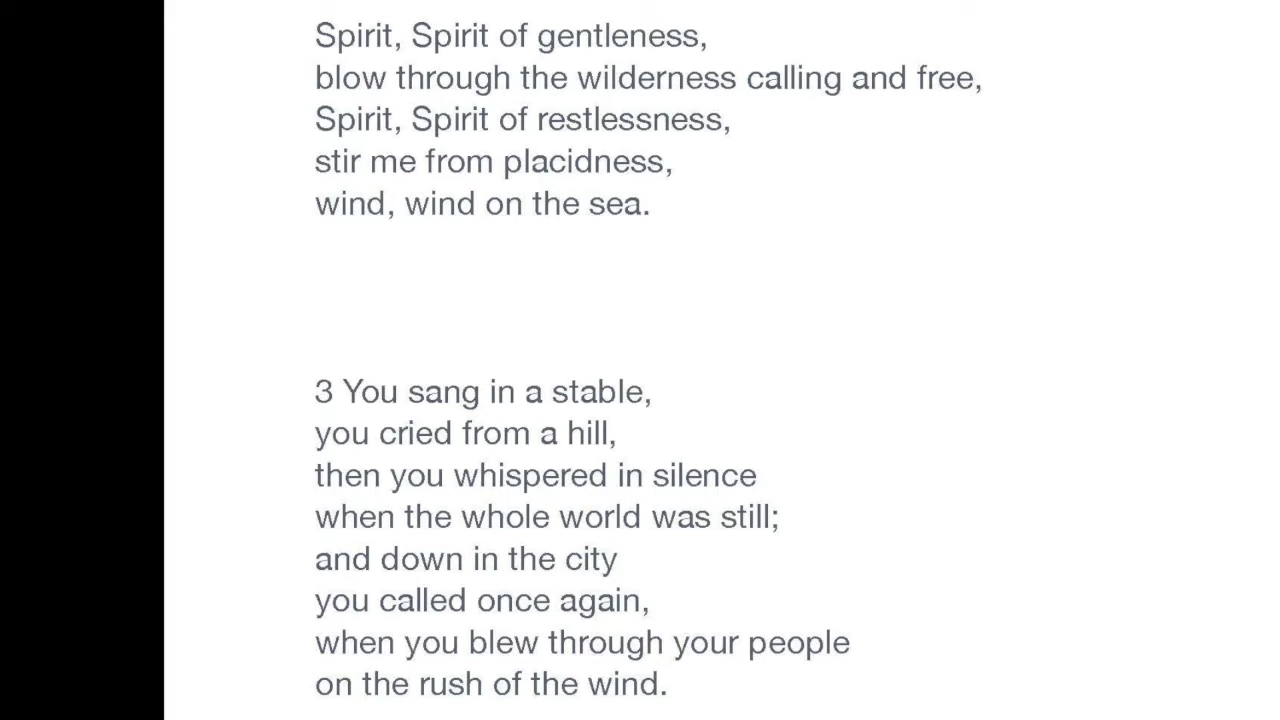 Spirit, Spirit of gentleness,
blow through the wilderness calling and free,
Spirit, Spirit of restlessness,
stir me from placidness,
wind, wind on the sea.
3 You sang in a stable,
you cried from a hill,
then you whispered in silence
when the whole world was still;
and down in the city
you called once again,
when you blew through your people
on the rush of the wind.